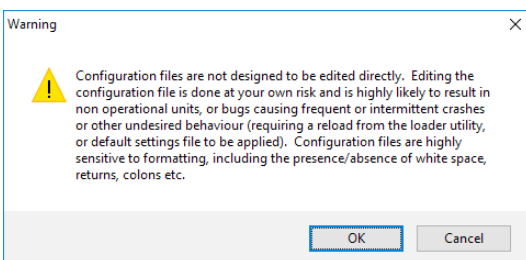 Warning
Configuration files are not designed to be edited directly.  Editing the
configuration file is done at your own risk and is highly likely to result in
non operational units, or bugs causing frequent or intermittent crashes
or other undesired behaviour (requiring a reload from the loader utility,
or default settings file to be applied).  Configuration files are highly
sensitive to formatting, including the presence/absence of white space,
returns, colons etc.
OK
Cancel